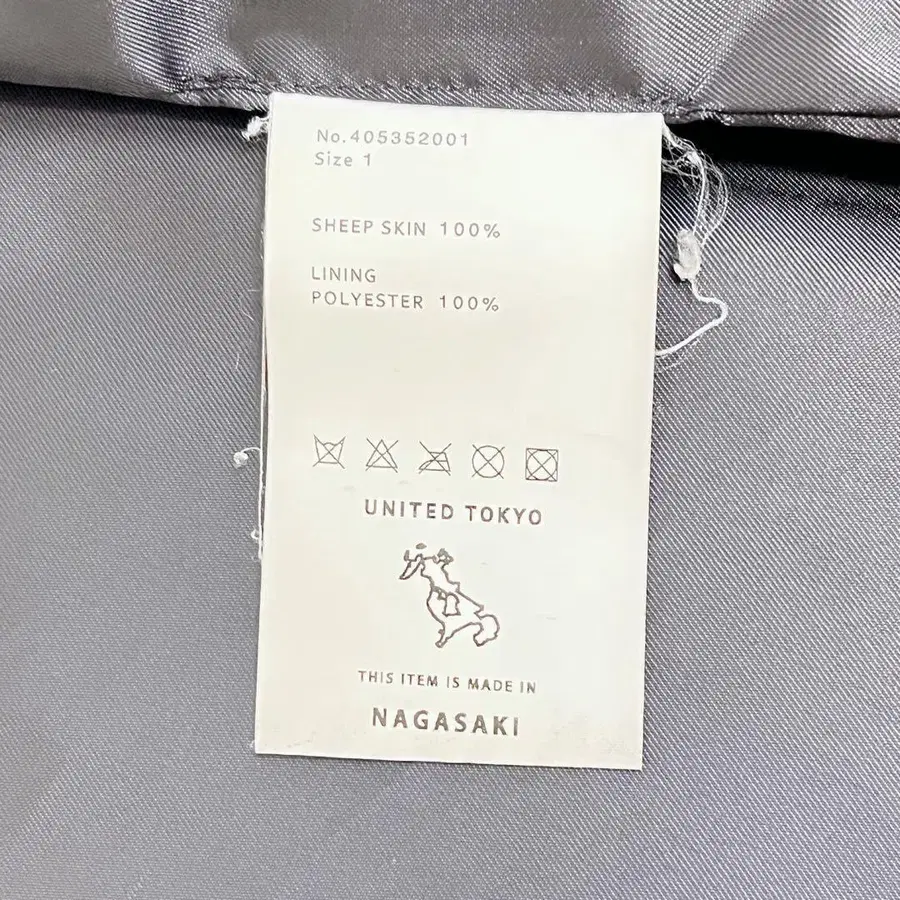 No.405352001
Size 1
SHEEP SKIN 100%
LINING
POLYESTER 100%
UNITED TOKYO
THIS ITEM IS MADE IN
NAGASAKI